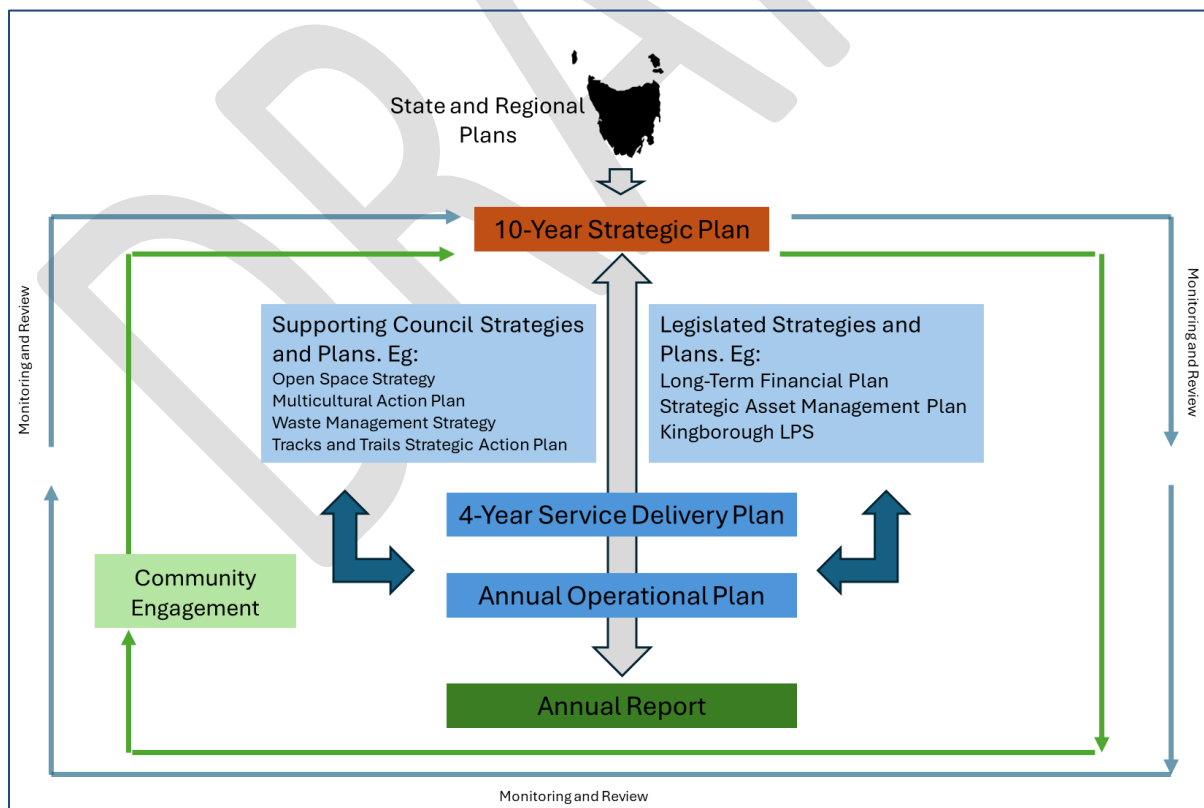 State and Regional
Plans
10-Year Strategic Plan
Supporting Council Strategies
and Plans. Eg:
Open Space Strategy
Multicultural Action Plan
Waste Management Strategy
Tracks and Trails Strategic Action Plan
Legislated Strategies and
Plans. Eg:
Long-Term Financial Plan
Strategic Asset Management Plan
Kingborough LPS
Monitoring and Review
Monitoring and Review
4-Year Service Delivery Plan
Community
Engagement
Annual Operational Plan
Annual Report
Monitoring and Review
DRA